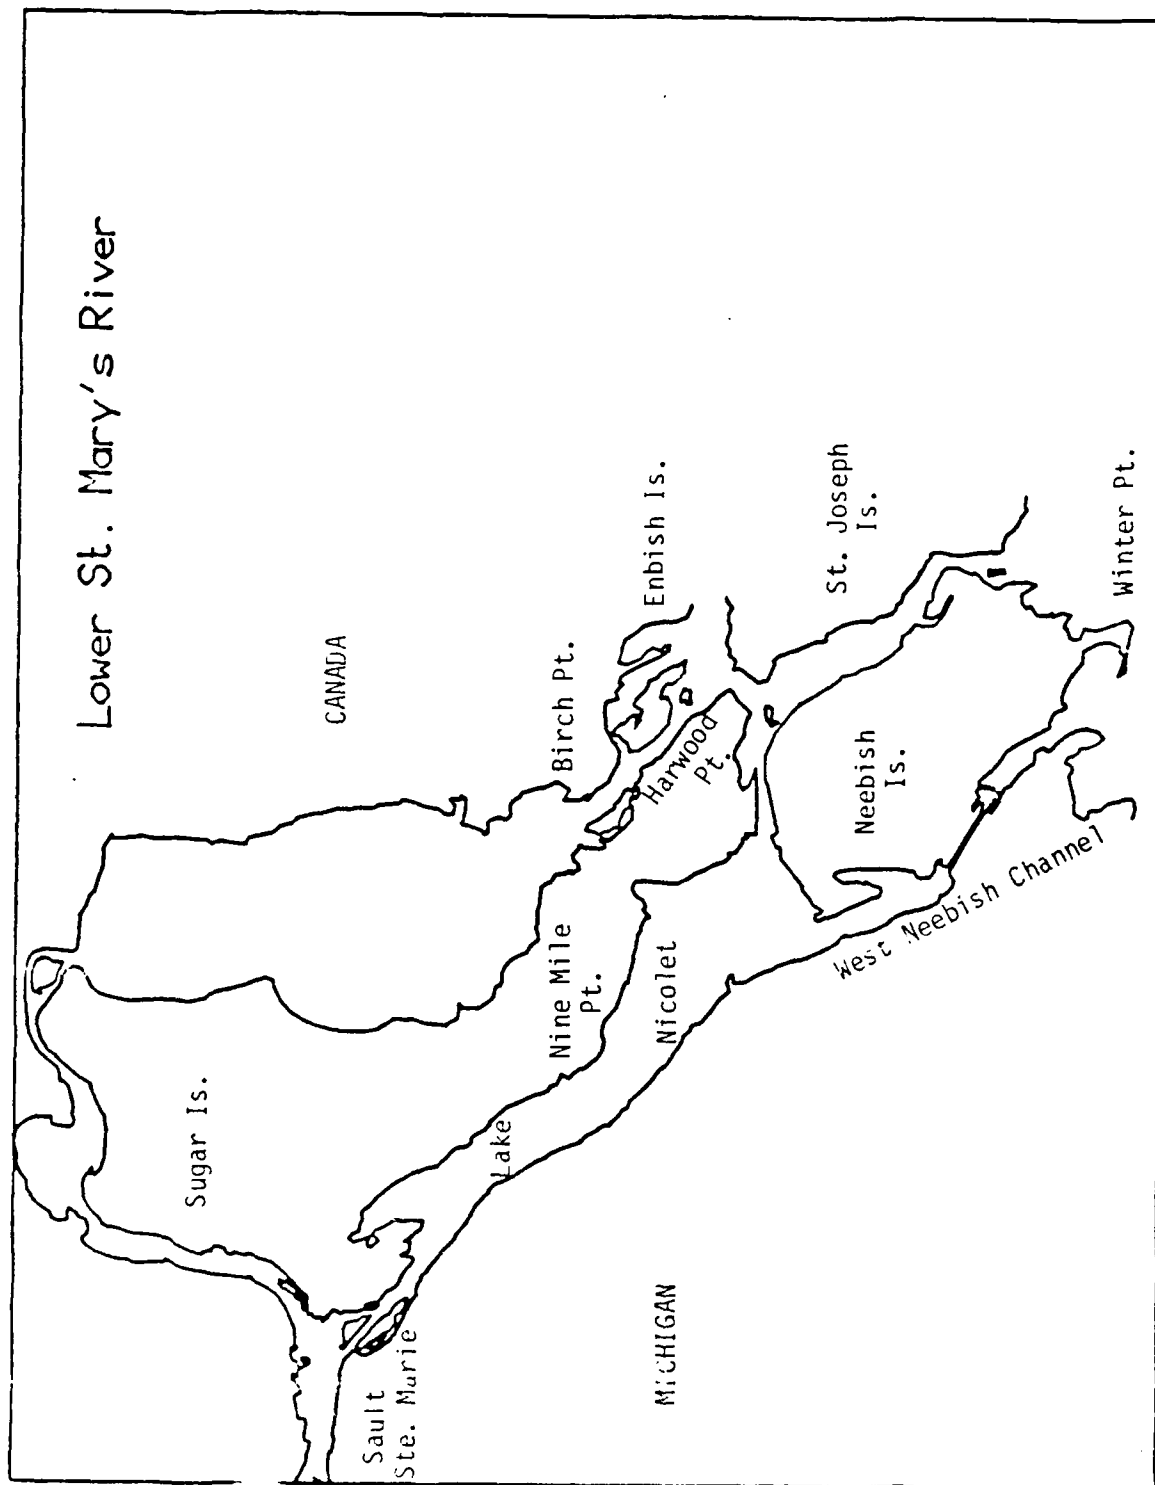 Lower St. Mary's River
CANADA
Sugar Is.
Birch Pt.
Enbish Is.
Harwood
Pt.
St. Joseph
Is.
Nine Mile
Pt.
Lake
Nicolet
Neebish
Is.
Winter Pt.
West Neebish Channel
Sault
Ste. Marie
MICHIGAN